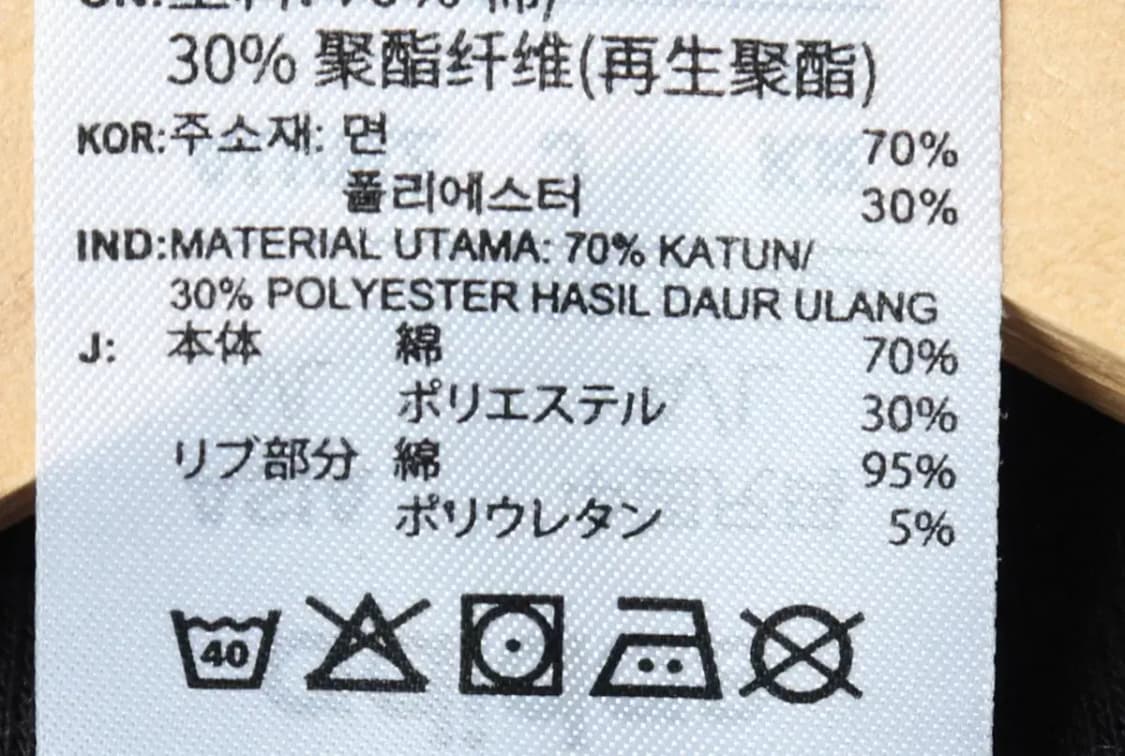 30% 聚酯纤维(再生聚酯)
KOR:주소재: 면 70%
폴리에스터 30%
IND:MATERIAL UTAMA: 70% KATUN/
30% POLYESTER HASIL DAUR ULANG
J: 本体 綿 70%
ポリエステル 30%
リブ部分 綿 95%
ポリウレタン 5%
40